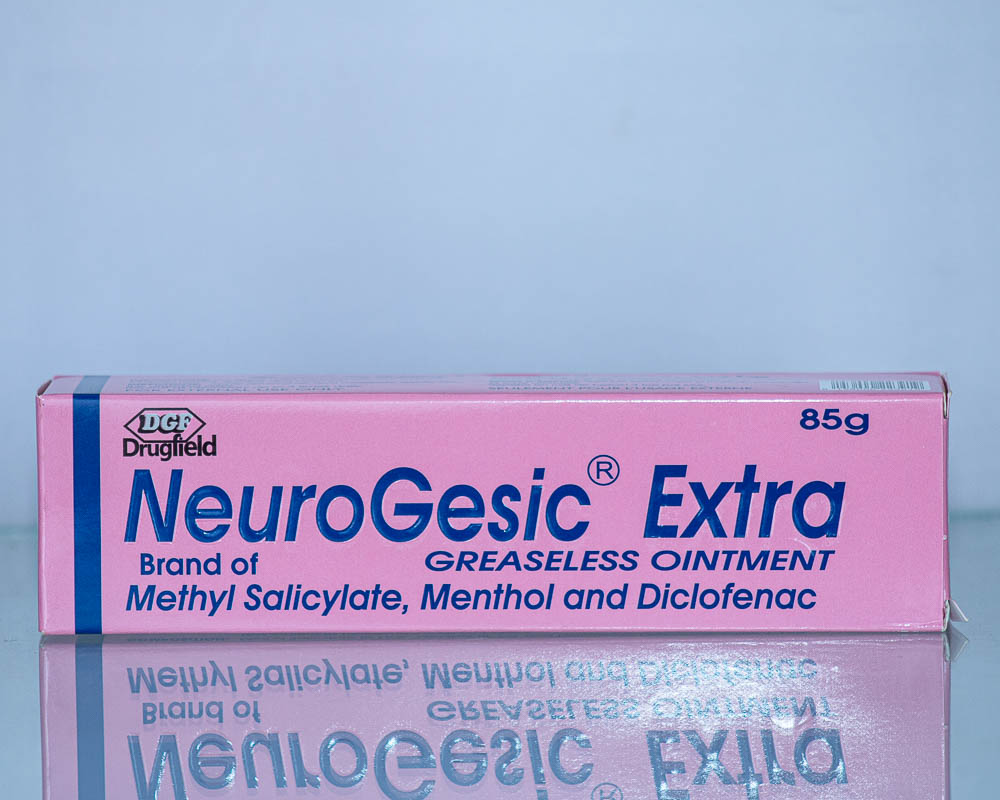 85g
DGF
Drugfield
NeuroGesic® Extra
Brand of GREASELESS OINTMENT
Methyl Salicylate, Menthol and Diclofenac